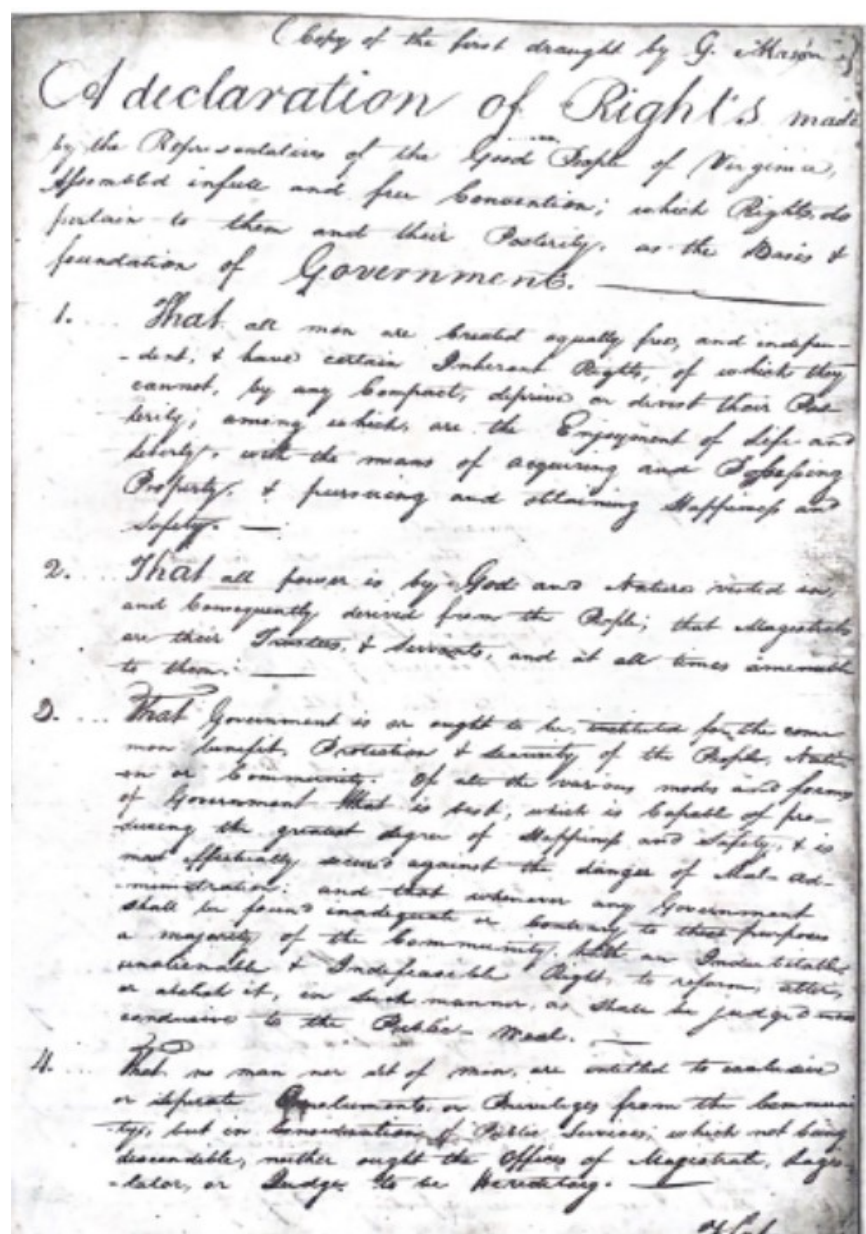 (Copy of the first draught by G. Mason.)
A declaration of Rights made
by the Representatives of the Good People of Virginia,
Assembled in full and free Convention; which Rights do
pertain to them and their Posterity, as the Basis &
foundation of Government.
1. .... That all men are Created equally free, and indepen-
-dent, & have certain Inherent Rights, of which they
cannot, by any Compact, deprive or divest their Pos-
terity; among which, are the Enjoyment of Life and
Liberty, with the means of acquiring and Possessing
Property, & pursuing and obtaining Happiness and
Safety.
2. .... That all power is by God and Nature vested in,
and Consequently derived from the People; that Magistrates
are their Trustees, & Servants, and at all times amenable
to them.
3. .... That Government is or ought to be, instituted for the com-
mon benefit, Protection & security of the People, Nati-
on or Community. Of all the various modes and forms
of Government that is best, which is Capable of pro-
ducing the greatest degree of Happiness and Safety, & is
most effectually secured against the danger of Mal-ad-
-ministration: and that whenever any Government
shall be found inadequate or Contrary to these purposes
a majority of the Community hath an Indubitable
unalienable & Indefeasible Right, to reform, alter,
or abolish it, in such manner, as shall be judged most
conducive to the Public Weal.
4. .... That no man nor set of men, are entitled to exclusive
or seperate Emoluments, or Privileges from the Communi-
ty, but in Consideration of Public Services; which not being
descendible, neither ought the Offices of Magistrate, Legis-
-lator, or Judge to be Hereditary.